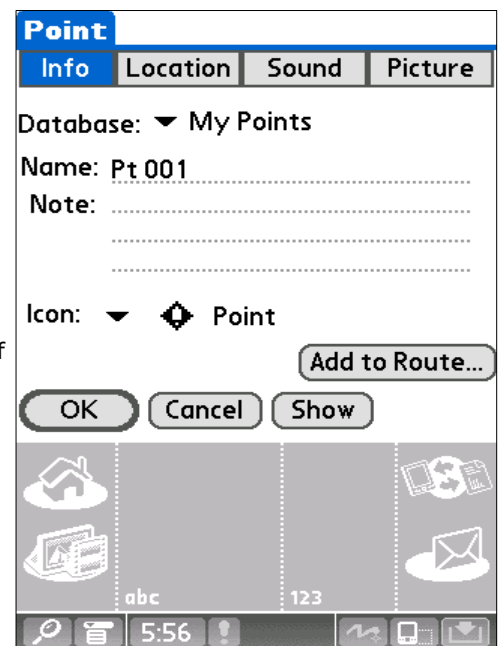 Point
Info Location Sound Picture
Database: My Points
Name: Pt 001
Note:
Icon: Point
f
Add to Route...
OK Cancel Show
abc 123
5:56